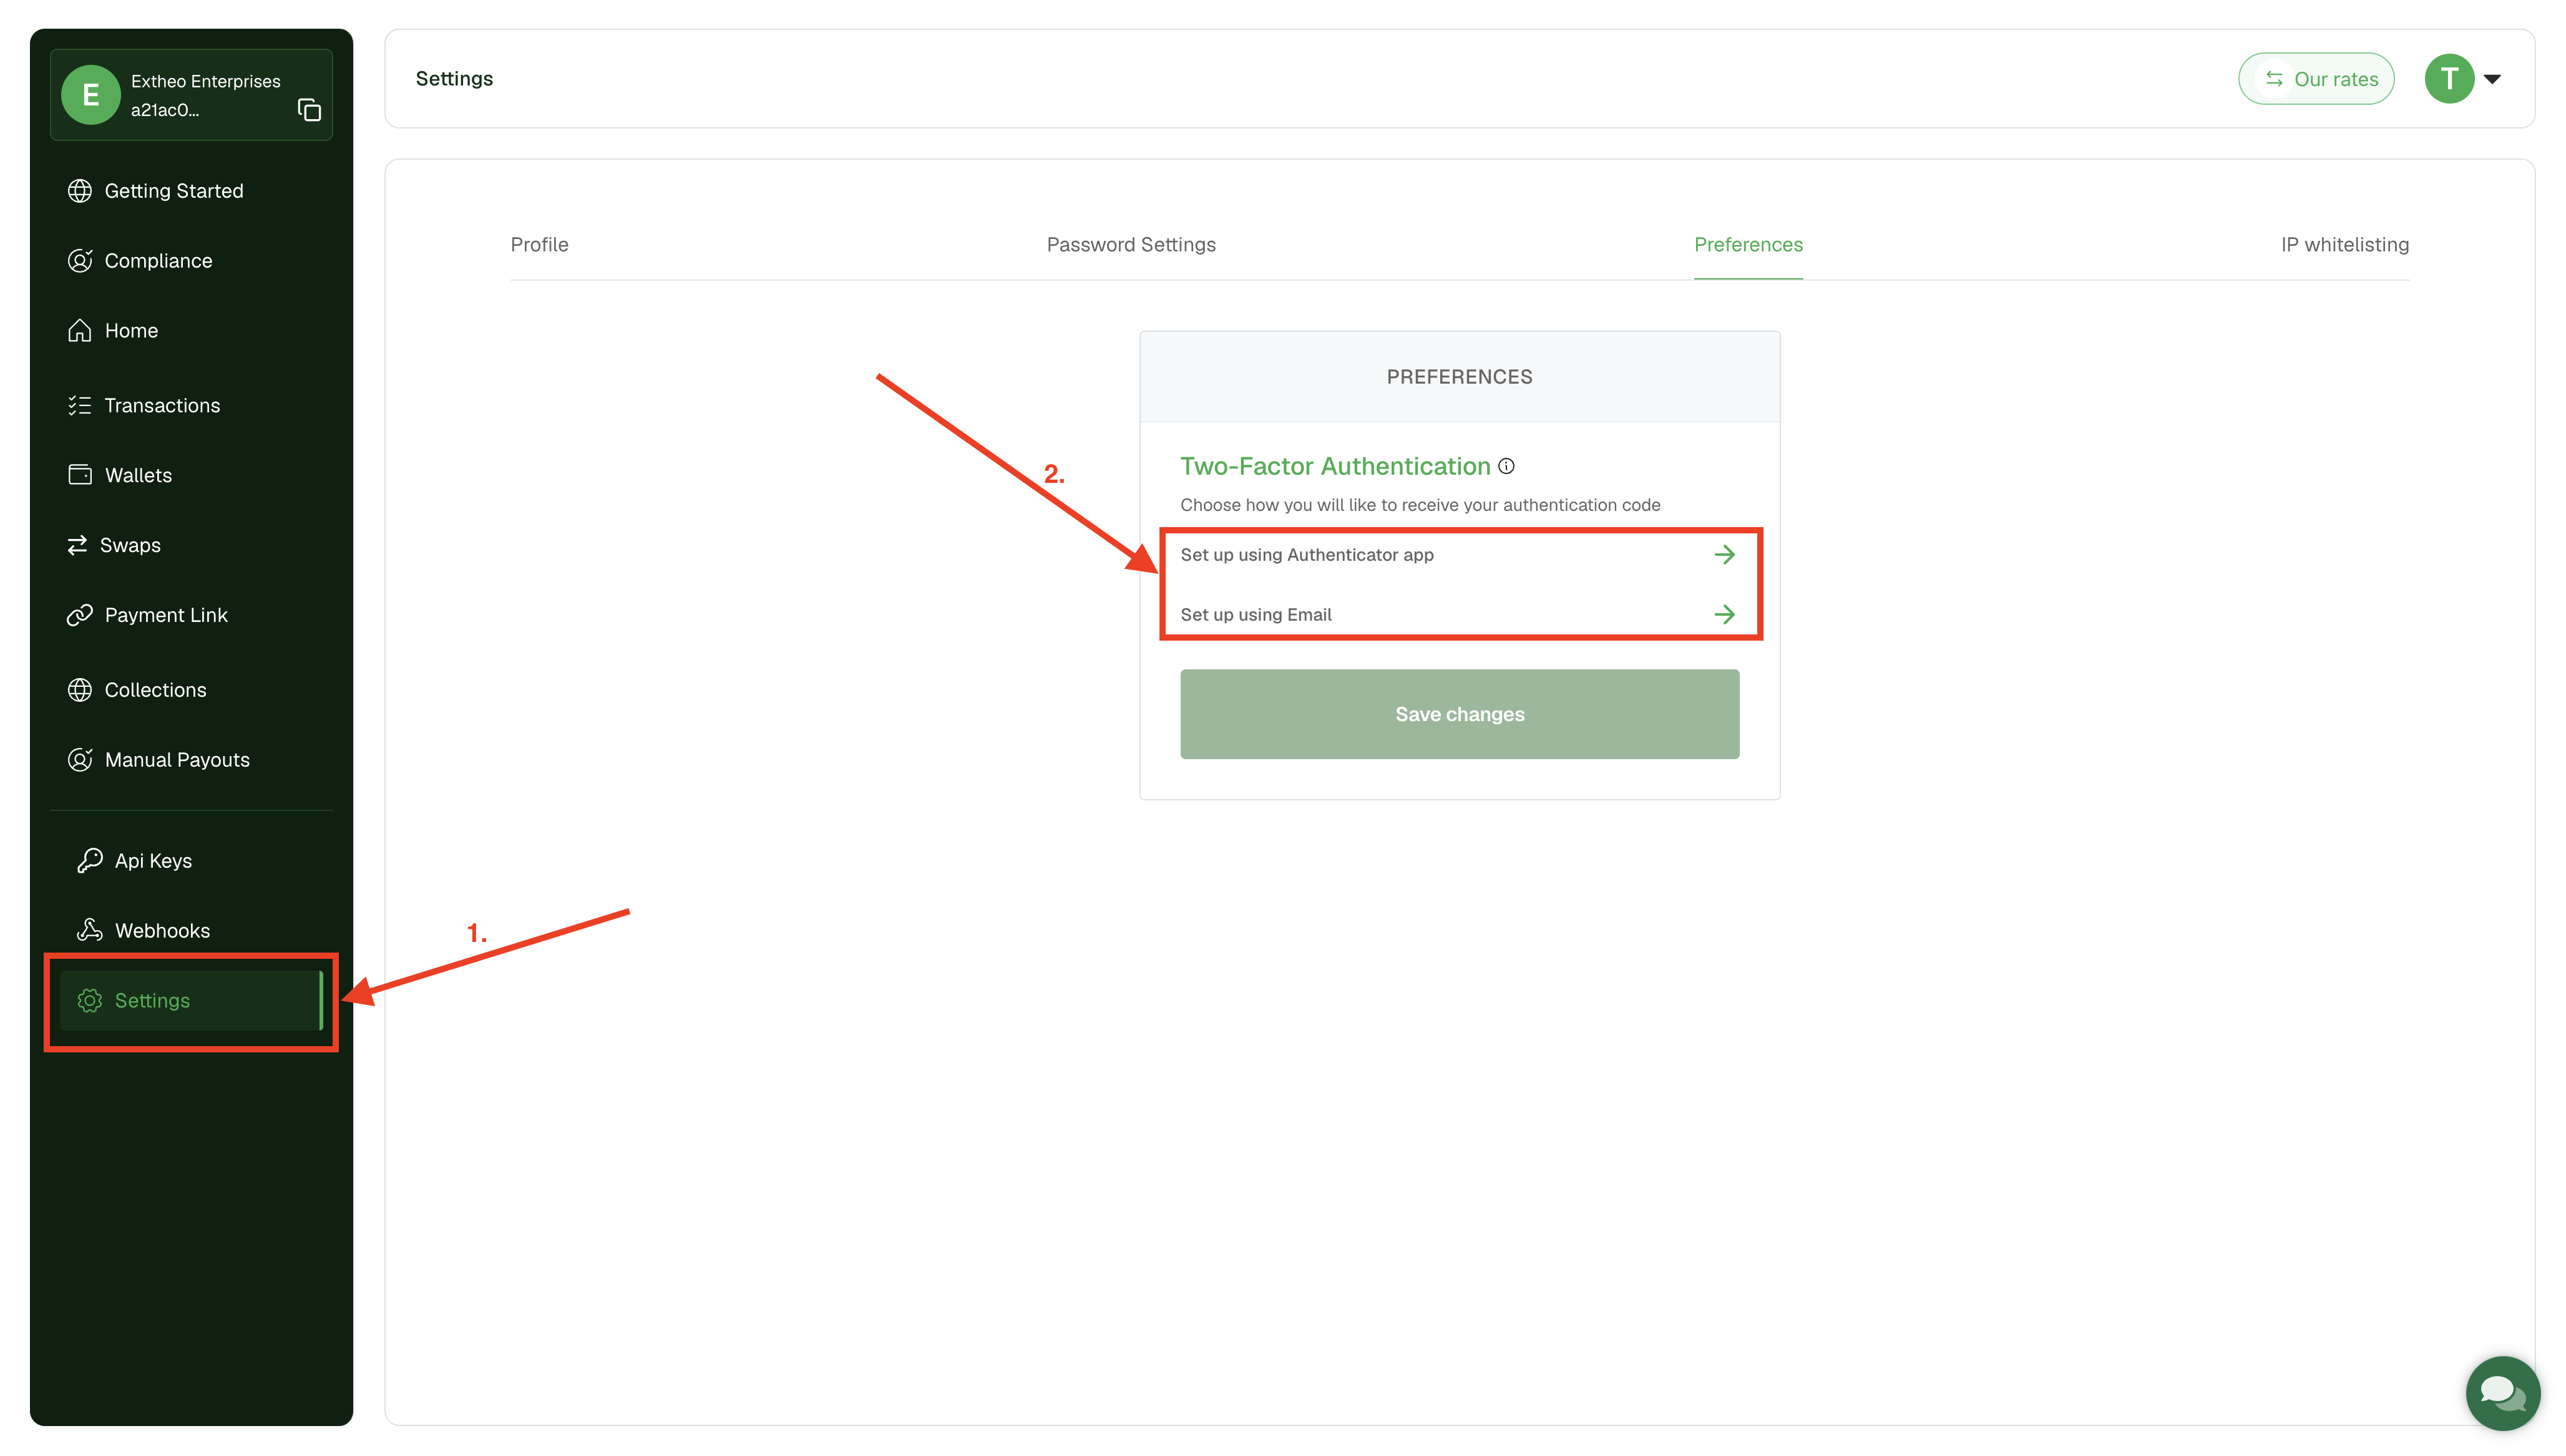 E
Extheo Enterprises
a21ac0...
Getting Started
Compliance
Home
Transactions
Wallets
Swaps
Payment Link
Collections
Manual Payouts
Api Keys
Webhooks
Settings
1.
Settings
Our rates
T
Profile
Password Settings
Preferences
IP whitelisting
PREFERENCES
Two-Factor Authentication
Choose how you will like to receive your authentication code
2.
Set up using Authenticator app
Set up using Email
Save changes